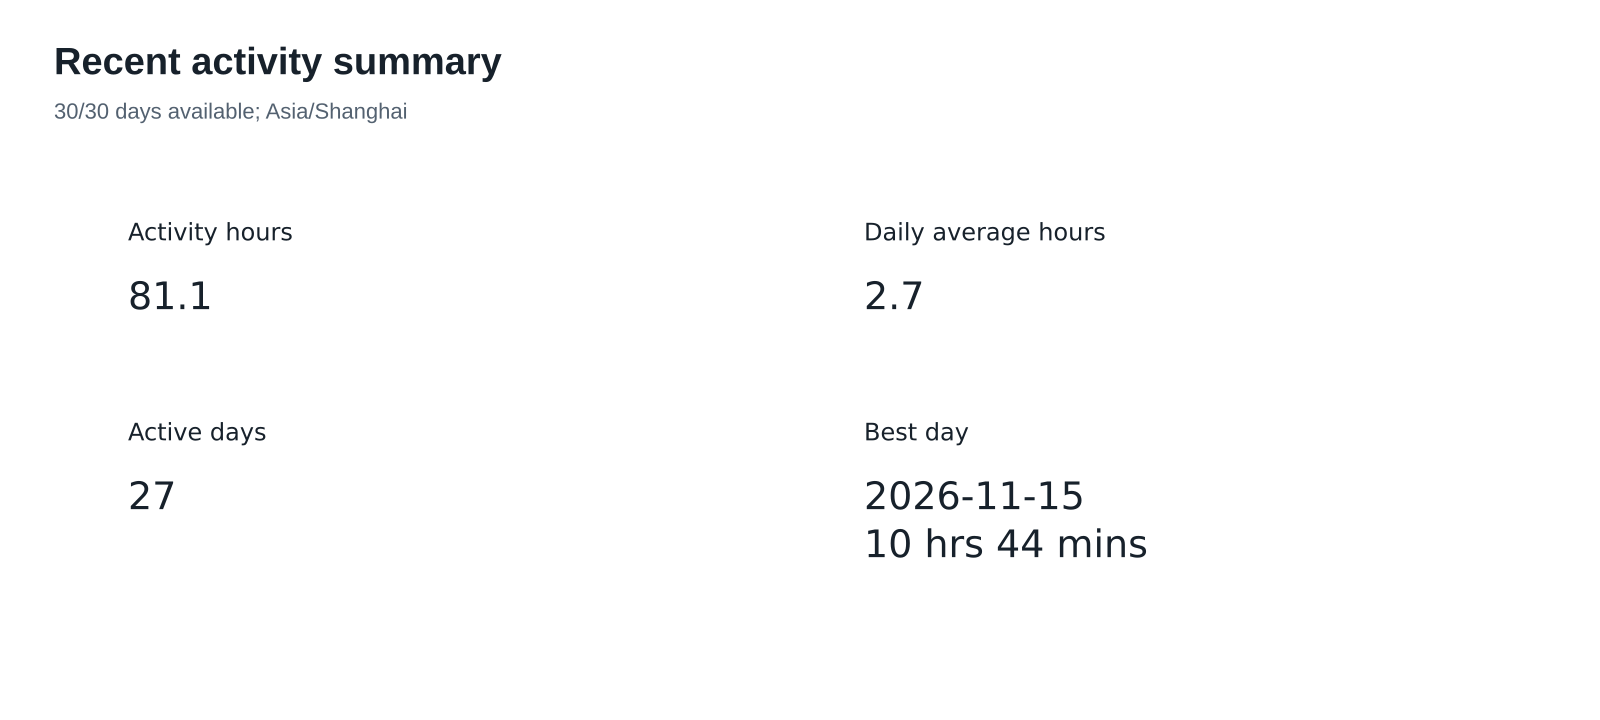 Recent activity summary
30/30 days available; Asia/Shanghai
Activity hours
81.1
Daily average hours
2.7
Active days
27
Best day
2026-11-15
10 hrs 44 mins